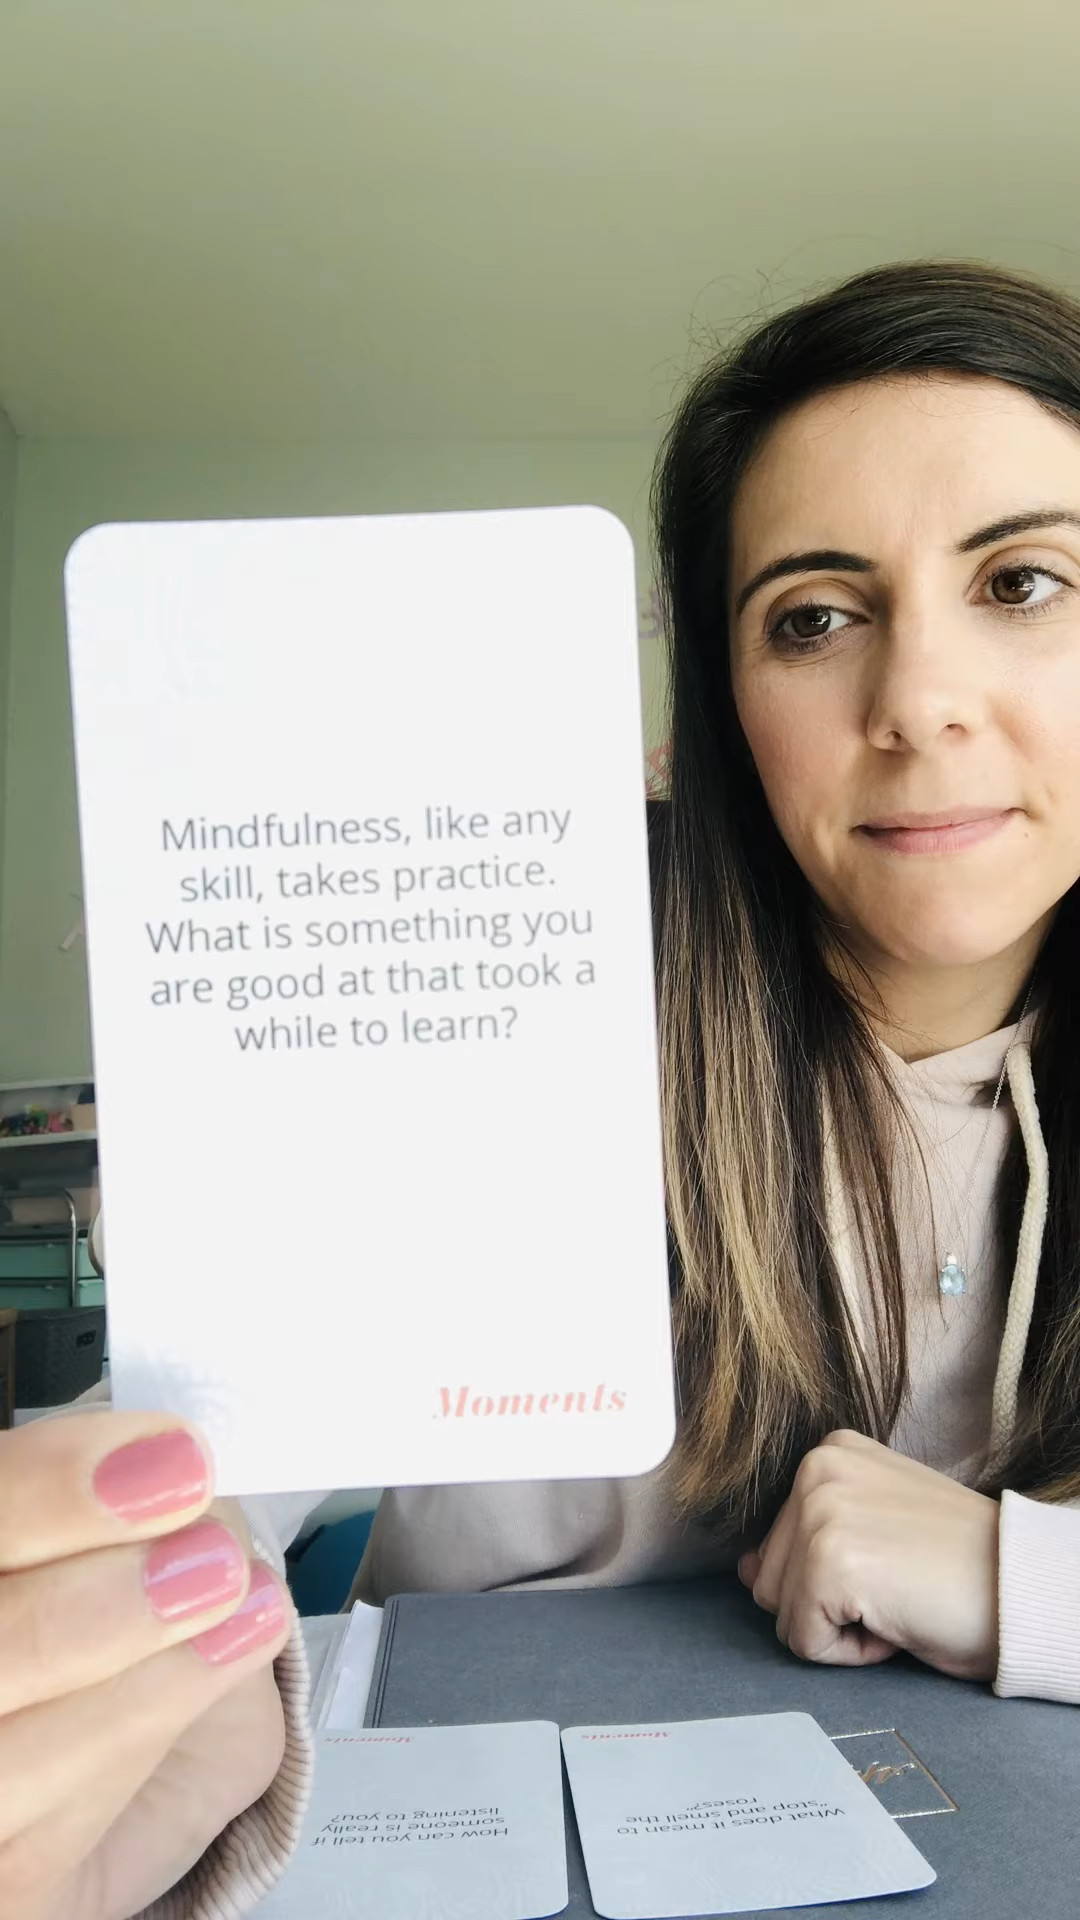 Mindfulness, like any
skill, takes practice.
What is something you
are good at that took a
while to learn?
Moments
Moments
How can you tell if
someone is really
listening to you?
Moments
What does it mean to
"stop and smell the
roses?"